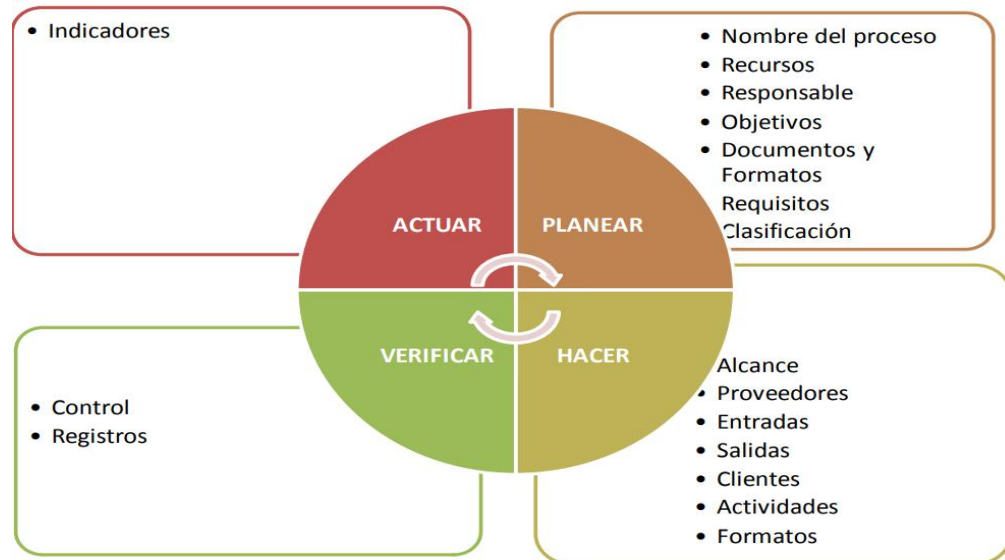 • Indicadores
• Nombre del proceso
• Recursos
• Responsable
• Objetivos
• Documentos y
Formatos
Requisitos
Clasificación
ACTUAR
PLANEAR
VERIFICAR
HACER
• Control
• Registros
Alcance
• Proveedores
• Entradas
• Salidas
• Clientes
• Actividades
• Formatos